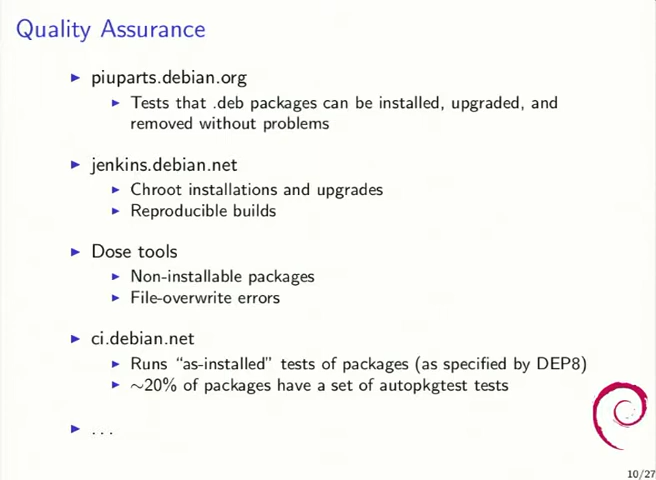 Quality Assurance
▶ piuparts.debian.org
▶ Tests that .deb packages can be installed, upgraded, and
removed without problems
▶ jenkins.debian.net
▶ Chroot installations and upgrades
▶ Reproducible builds
▶ Dose tools
▶ Non-installable packages
▶ File-overwrite errors
▶ ci.debian.net
▶ Runs “as-installed” tests of packages (as specified by DEP8)
▶ ∼20% of packages have a set of autopkgtest tests
▶ . . .
10/27